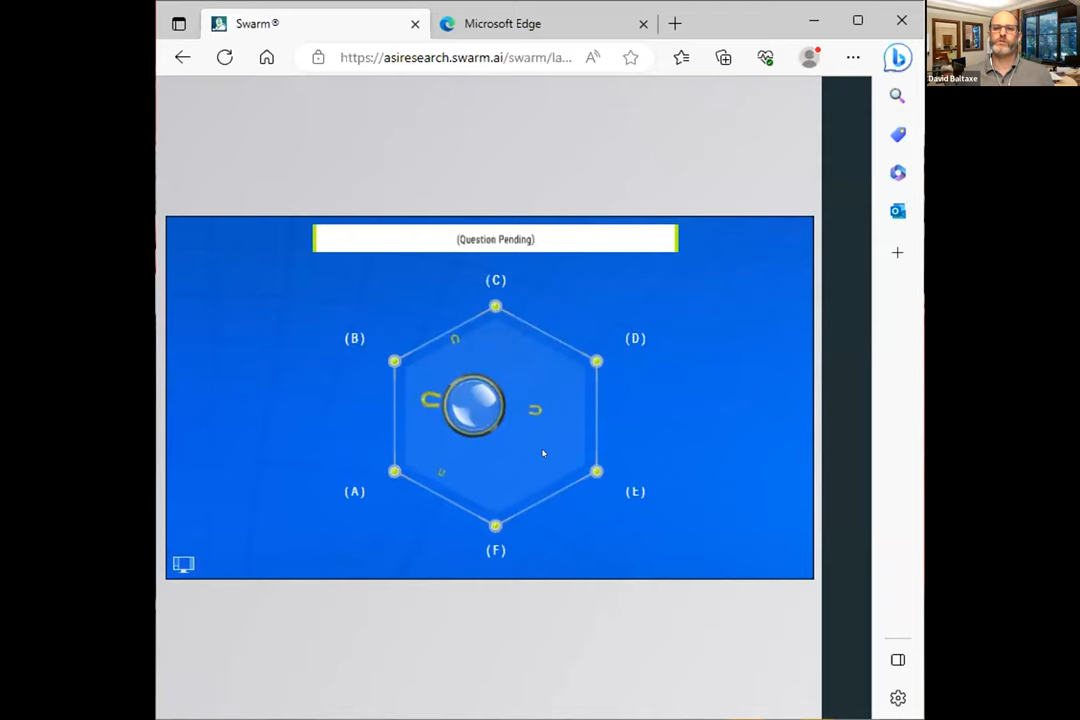 Swarm®
Microsoft Edge
https://asiresearch.swarm.ai/swarm/la...
David Baltaxe
(Question Pending)
(C)
(B)
(D)
(A)
(E)
(F)